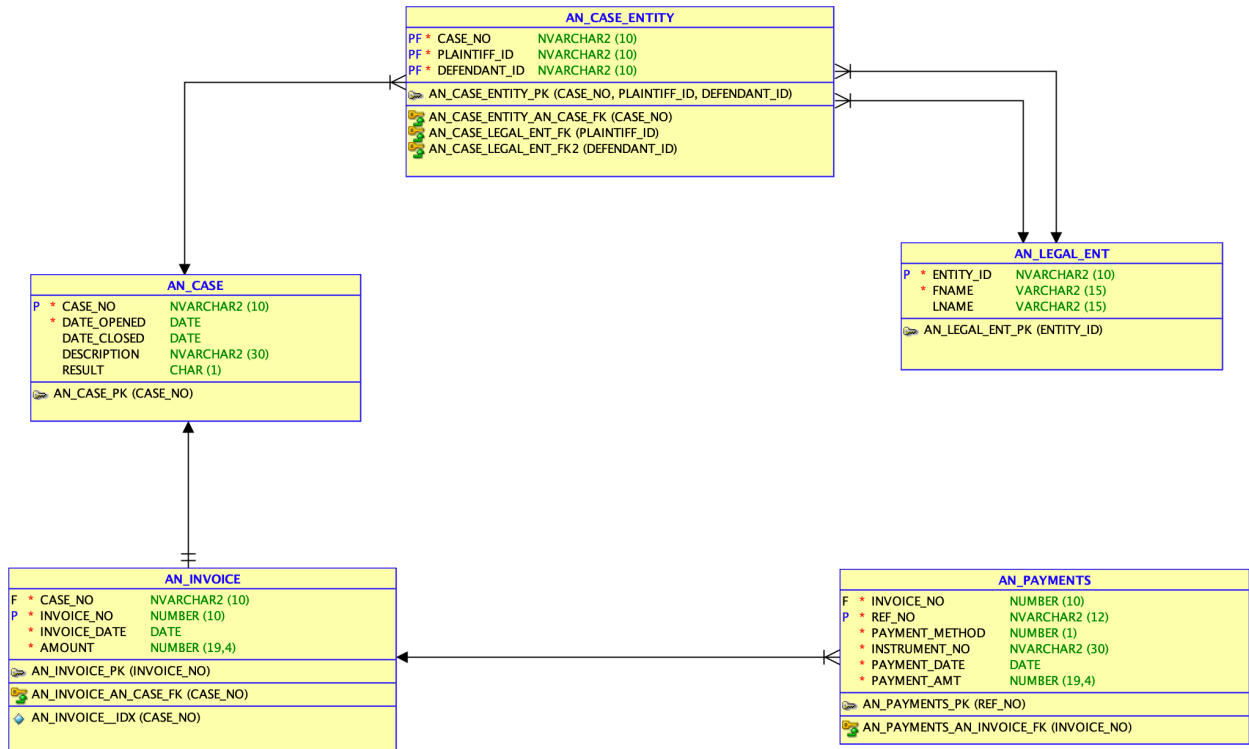 AN_CASE_ENTITY
PF * CASE_NO NVARCHAR2 (10)
PF * PLAINTIFF_ID NVARCHAR2 (10)
PF * DEFENDANT_ID NVARCHAR2 (10)
AN_CASE_ENTITY_PK (CASE_NO, PLAINTIFF_ID, DEFENDANT_ID)
AN_CASE_ENTITY_AN_CASE_FK (CASE_NO)
AN_CASE_LEGAL_ENT_FK (PLAINTIFF_ID)
AN_CASE_LEGAL_ENT_FK2 (DEFENDANT_ID)
AN_LEGAL_ENT
P * ENTITY_ID NVARCHAR2 (10)
* FNAME VARCHAR2 (15)
LNAME VARCHAR2 (15)
AN_LEGAL_ENT_PK (ENTITY_ID)
AN_CASE
P * CASE_NO NVARCHAR2 (10)
* DATE_OPENED DATE
DATE_CLOSED DATE
DESCRIPTION NVARCHAR2 (30)
RESULT CHAR (1)
AN_CASE_PK (CASE_NO)
AN_INVOICE
F * CASE_NO NVARCHAR2 (10)
P * INVOICE_NO NUMBER (10)
* INVOICE_DATE DATE
* AMOUNT NUMBER (19,4)
AN_INVOICE_PK (INVOICE_NO)
AN_INVOICE_AN_CASE_FK (CASE_NO)
AN_INVOICE__IDX (CASE_NO)
AN_PAYMENTS
F * INVOICE_NO NUMBER (10)
P * REF_NO NVARCHAR2 (12)
* PAYMENT_METHOD NUMBER (1)
* INSTRUMENT_NO NVARCHAR2 (30)
* PAYMENT_DATE DATE
* PAYMENT_AMT NUMBER (19,4)
AN_PAYMENTS_PK (REF_NO)
AN_PAYMENTS_AN_INVOICE_FK (INVOICE_NO)